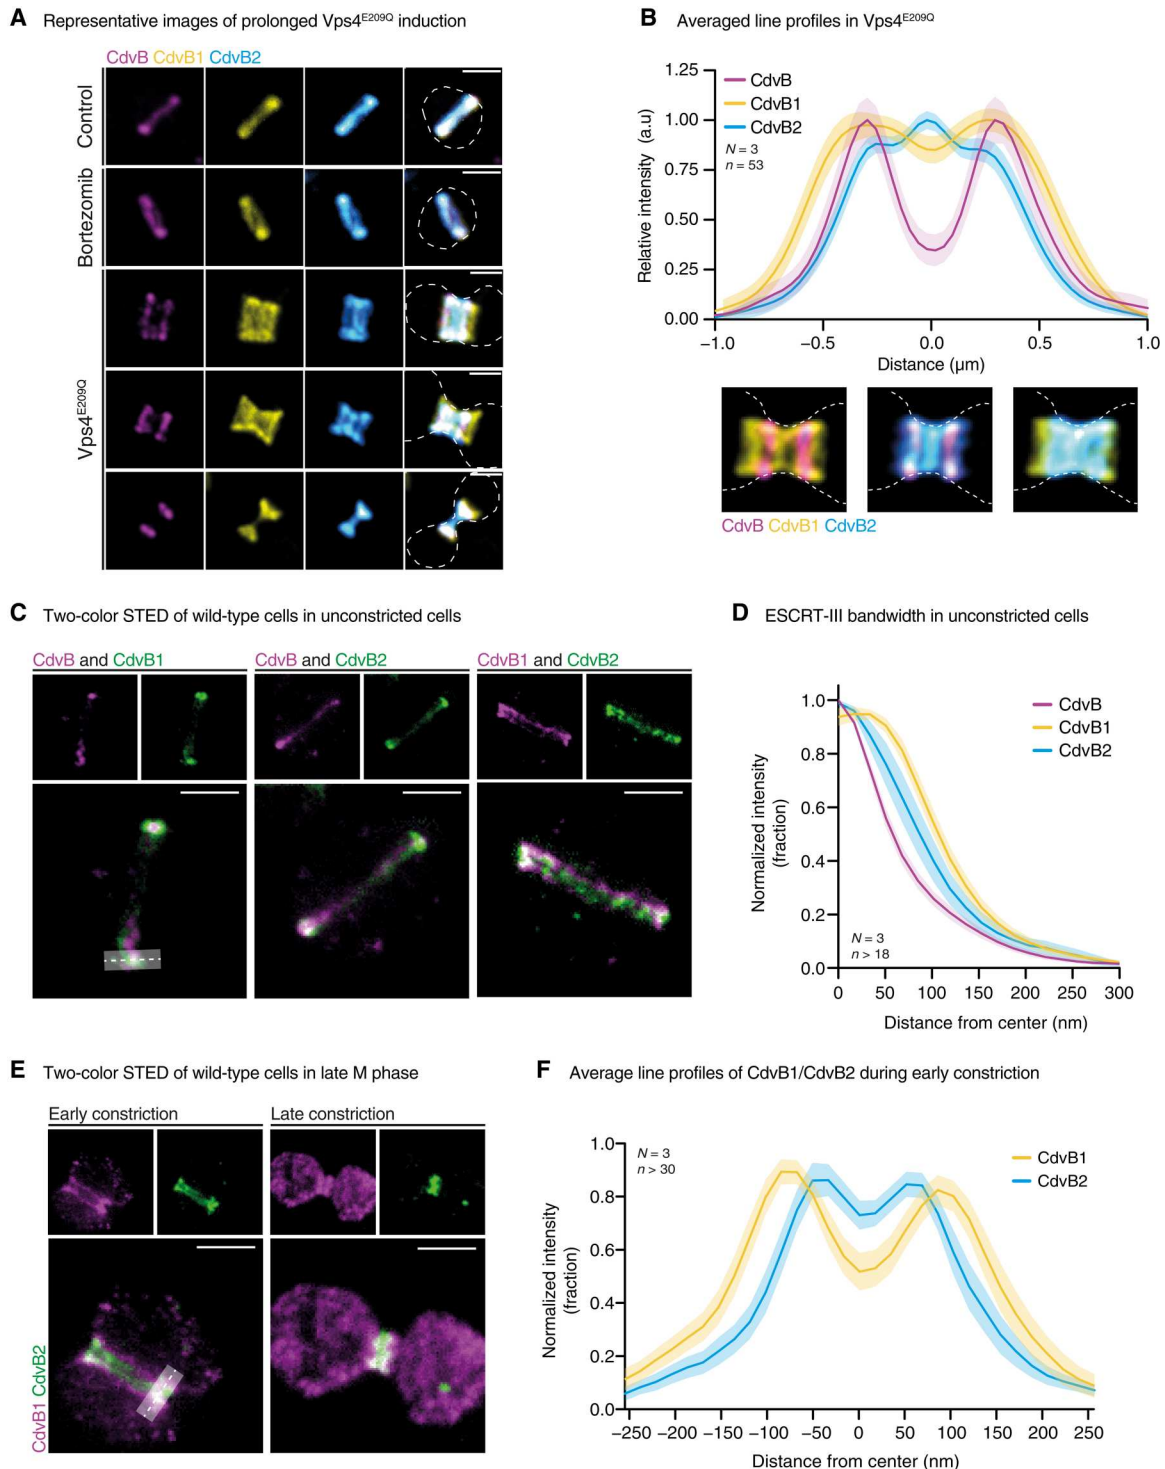 A Representative images of prolonged Vps4E209Q induction
CdvB CdvB1 CdvB2
Control
Bortezomib
Vps4E209Q
B Averaged line profiles in Vps4E209Q
Relative intensity (a.u)
1.25
1.00
0.75
0.50
0.25
0.00
CdvB
CdvB1
CdvB2
N = 3
n = 53
−1.0 −0.5 0.0 0.5 1.0
Distance (µm)
CdvB CdvB1 CdvB2
C Two-color STED of wild-type cells in unconstricted cells
CdvB and CdvB1
CdvB and CdvB2
CdvB1 and CdvB2
D ESCRT-III bandwidth in unconstricted cells
Normalized intensity
(fraction)
1.0
0.8
0.6
0.4
0.2
0.0
CdvB
CdvB1
CdvB2
N = 3
n > 18
0 50 100 150 200 250 300
Distance from center (nm)
E Two-color STED of wild-type cells in late M phase
Early constriction
Late constriction
CdvB1 CdvB2
F Average line profiles of CdvB1/CdvB2 during early constriction
Normalized intensity
(fraction)
1.0
0.8
0.6
0.4
0.2
0.0
N = 3
n > 30
CdvB1
CdvB2
−250 −200 −150 −100 −50 0 50 100 150 200 250
Distance from center (nm)